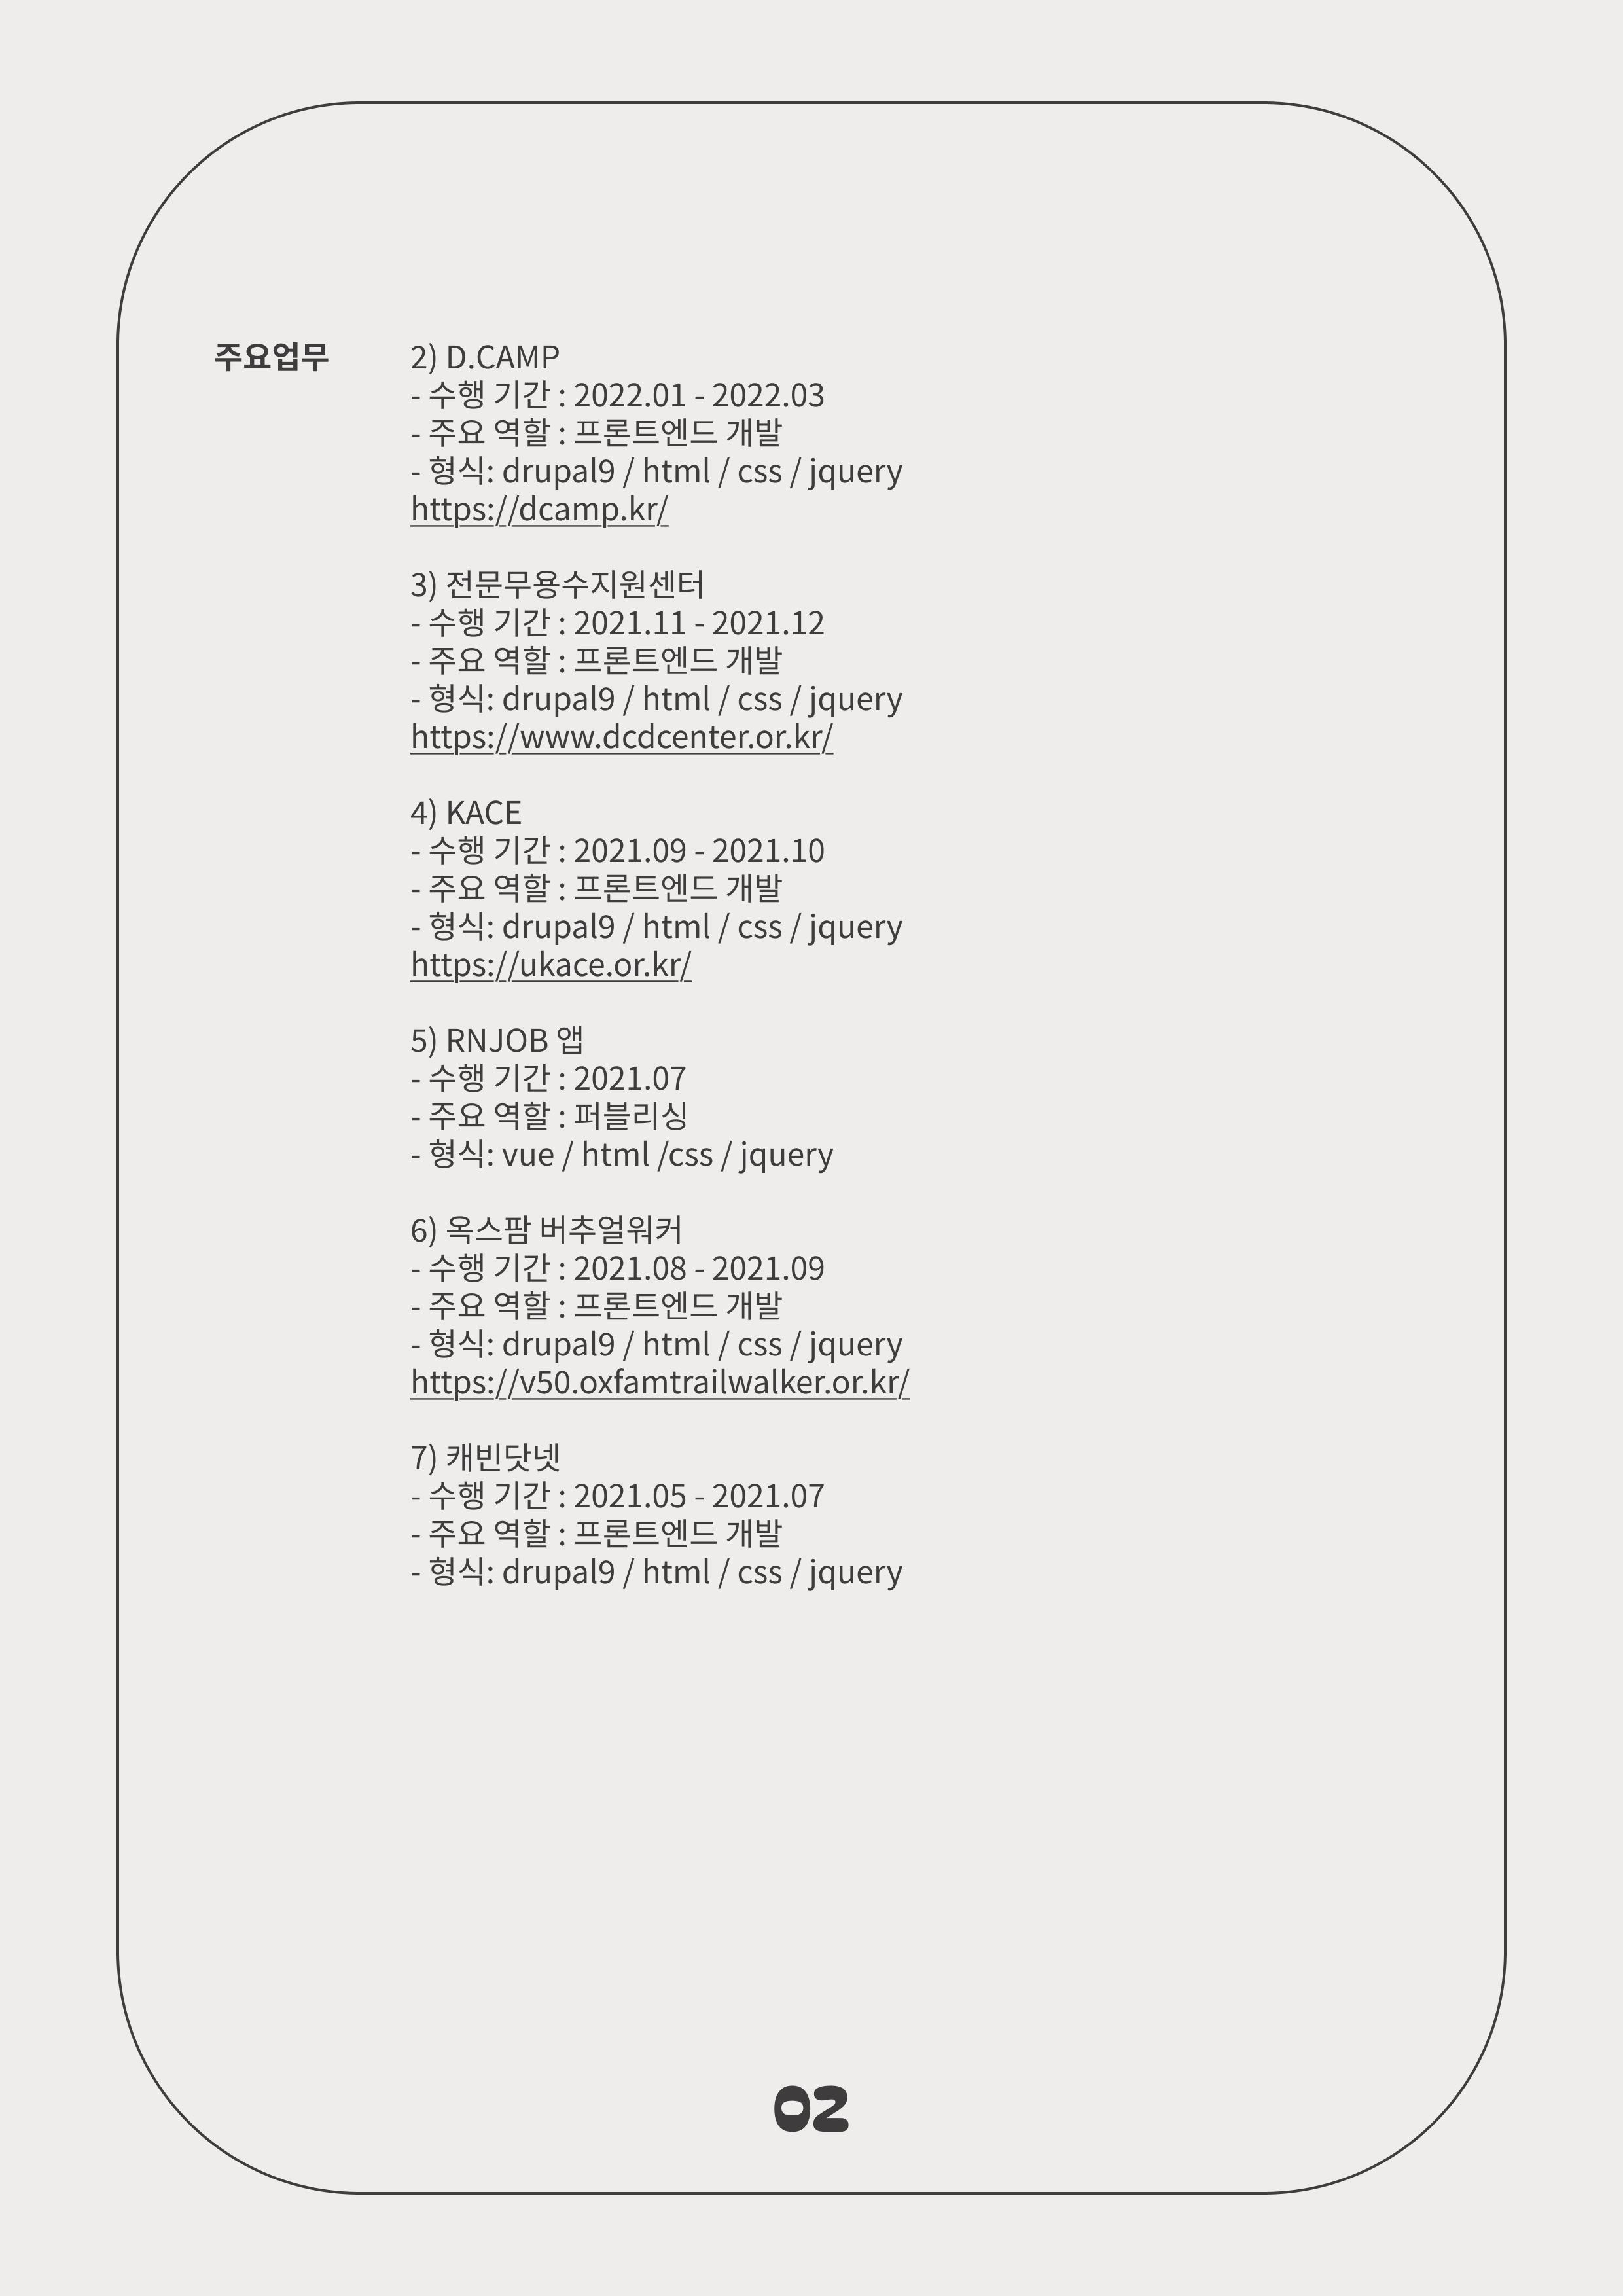 주요업무
2) D.CAMP
- 수행 기간 : 2022.01 - 2022.03
- 주요 역할 : 프론트엔드 개발
- 형식: drupal9 / html / css / jquery
https://dcamp.kr/
3) 전문무용수지원센터
- 수행 기간 : 2021.11 - 2021.12
- 주요 역할 : 프론트엔드 개발
- 형식: drupal9 / html / css / jquery
https://www.dcdcenter.or.kr/
4) KACE
- 수행 기간 : 2021.09 - 2021.10
- 주요 역할 : 프론트엔드 개발
- 형식: drupal9 / html / css / jquery
https://ukace.or.kr/
5) RNJOB 앱
- 수행 기간 : 2021.07
- 주요 역할 : 퍼블리싱
- 형식: vue / html /css / jquery
6) 옥스팜 버추얼워커
- 수행 기간 : 2021.08 - 2021.09
- 주요 역할 : 프론트엔드 개발
- 형식: drupal9 / html / css / jquery
https://v50.oxfamtrailwalker.or.kr/
7) 캐빈닷넷
- 수행 기간 : 2021.05 - 2021.07
- 주요 역할 : 프론트엔드 개발
- 형식: drupal9 / html / css / jquery
02